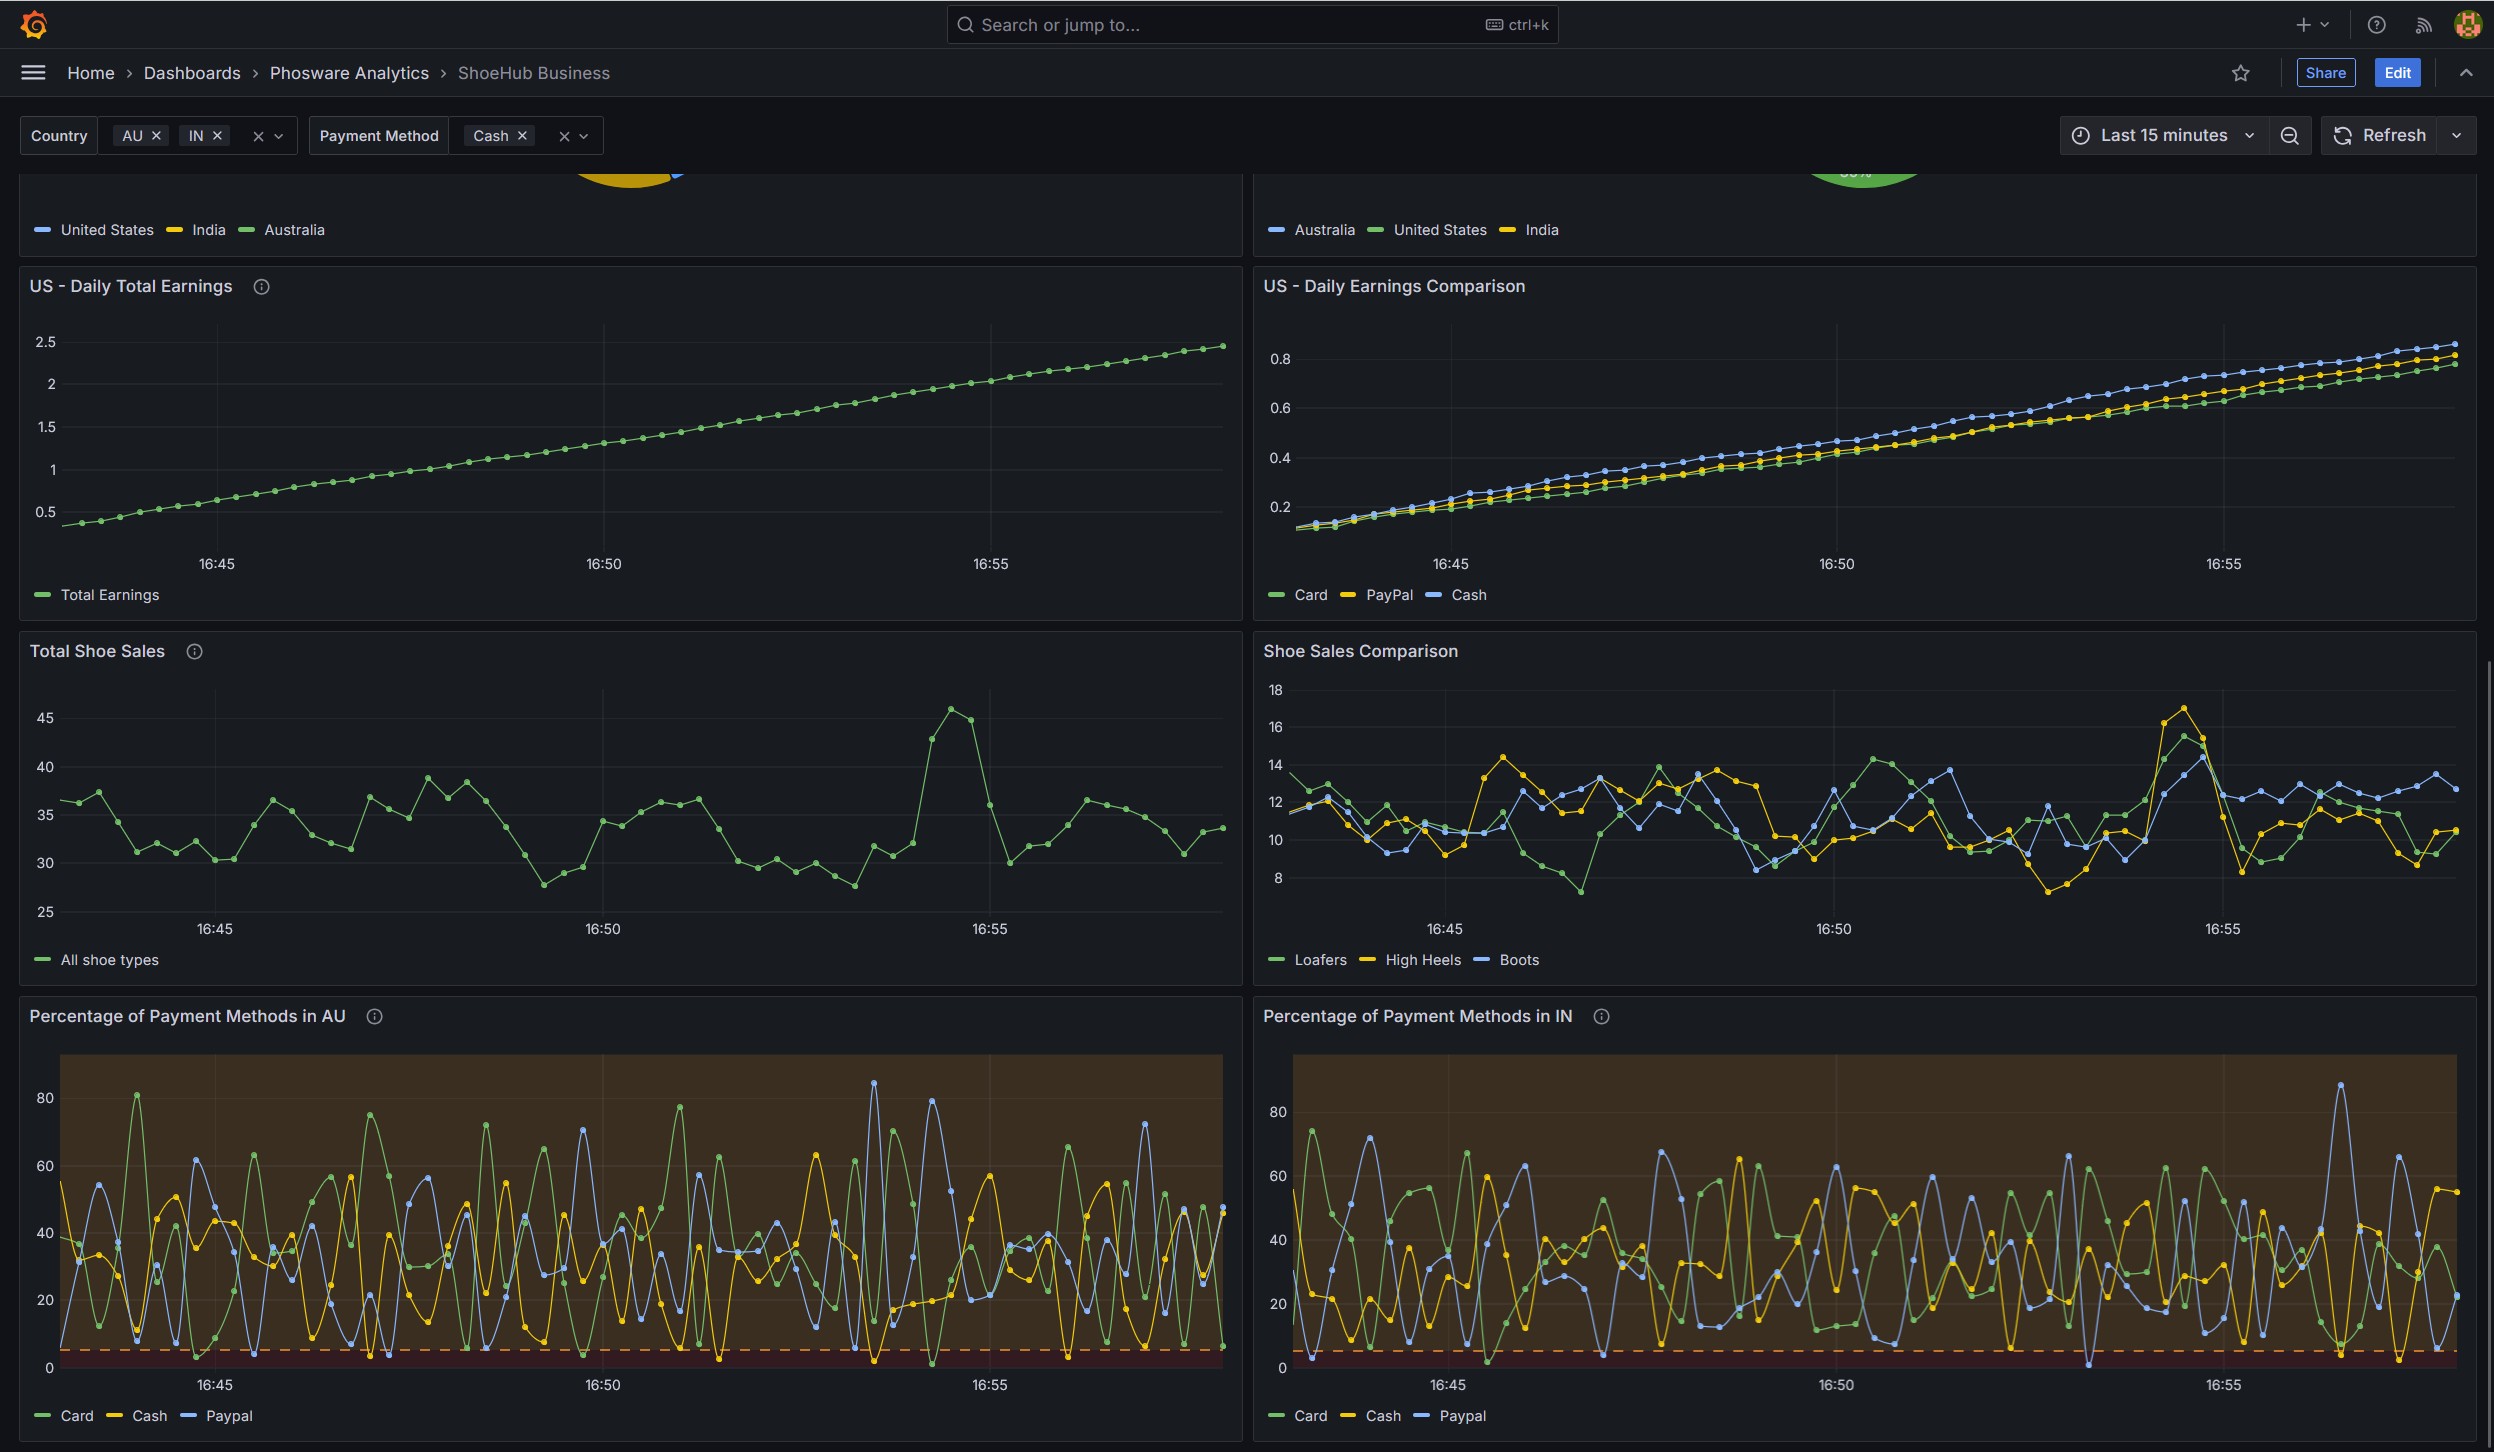 Search or jump to... ctrl+k
Home › Dashboards › Phosware Analytics › ShoeHub Business
Share Edit
Country AU IN Payment Method Cash
Last 15 minutes Refresh
United States India Australia
Australia United States India
US - Daily Total Earnings
2.5
2
1.5
1
0.5
16:45 16:50 16:55
Total Earnings
US - Daily Earnings Comparison
0.8
0.6
0.4
0.2
16:45 16:50 16:55
Card PayPal Cash
Total Shoe Sales
45
40
35
30
25
16:45 16:50 16:55
All shoe types
Shoe Sales Comparison
18
16
14
12
10
8
16:45 16:50 16:55
Loafers High Heels Boots
Percentage of Payment Methods in AU
80
60
40
20
0
16:45 16:50 16:55
Card Cash Paypal
Percentage of Payment Methods in IN
80
60
40
20
0
16:45 16:50 16:55
Card Cash Paypal